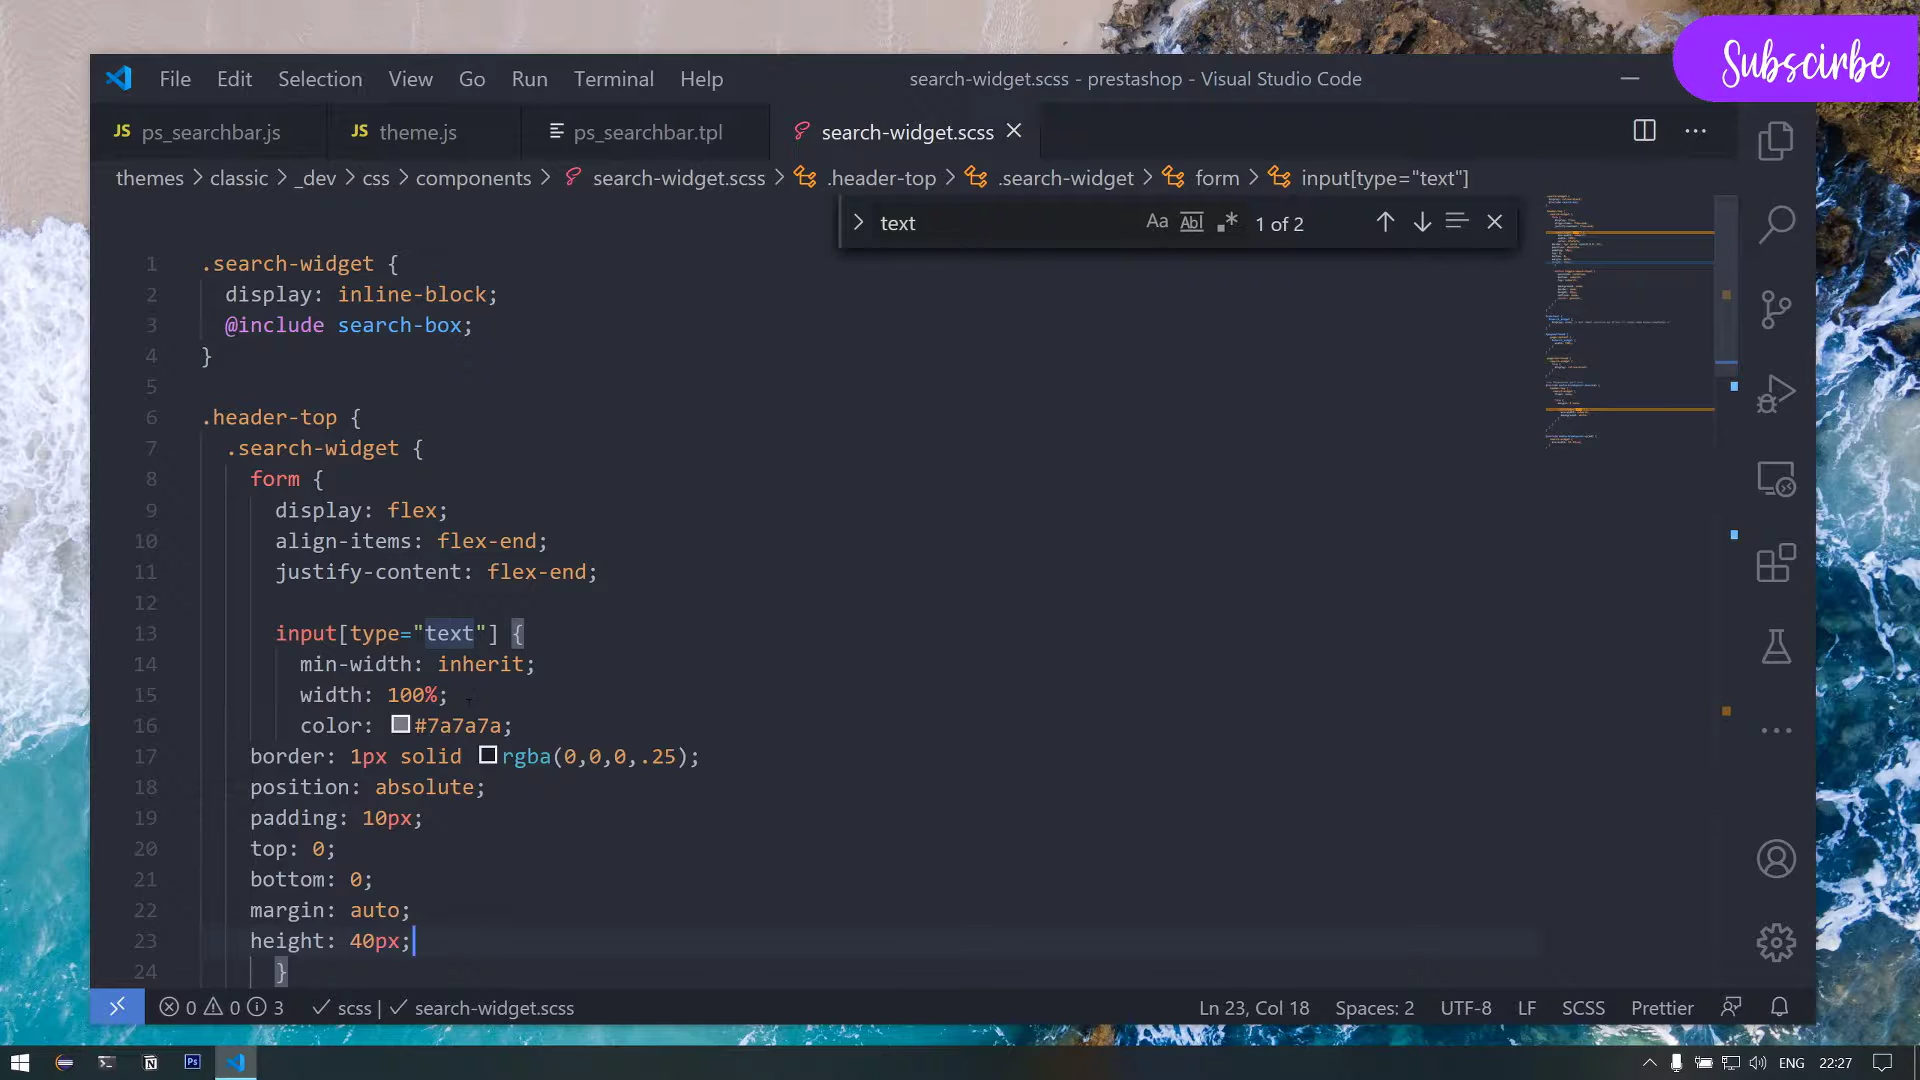 Subscirbe
File Edit Selection View Go Run Terminal Help search-widget.scss - prestashop - Visual Studio Code
JS ps_searchbar.js JS theme.js ps_searchbar.tpl search-widget.scss
themes > classic > _dev > css > components > search-widget.scss > .header-top > .search-widget > form > input[type="text"]
text Aa Abl 1 of 2
1 .search-widget {
2 display: inline-block;
3 @include search-box;
4 }
5
6 .header-top {
7 .search-widget {
8 form {
9 display: flex;
10 align-items: flex-end;
11 justify-content: flex-end;
12
13 input[type="text"] {
14 min-width: inherit;
15 width: 100%;
16 color: #7a7a7a;
17 border: 1px solid rgba(0,0,0,.25);
18 position: absolute;
19 padding: 10px;
20 top: 0;
21 bottom: 0;
22 margin: auto;
23 height: 40px;
24 }
0 0 3 scss | search-widget.scss Ln 23, Col 18 Spaces: 2 UTF-8 LF SCSS Prettier
Ps ENG 22:27